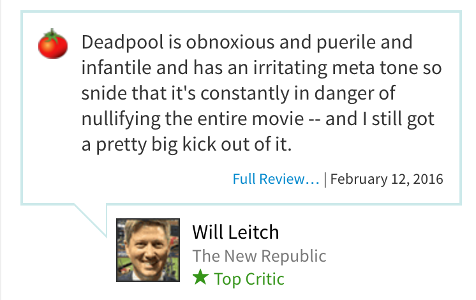 Deadpool is obnoxious and puerile and
infantile and has an irritating meta tone so
snide that it's constantly in danger of
nullifying the entire movie -- and I still got
a pretty big kick out of it.
Full Review… | February 12, 2016
Will Leitch
The New Republic
★ Top Critic